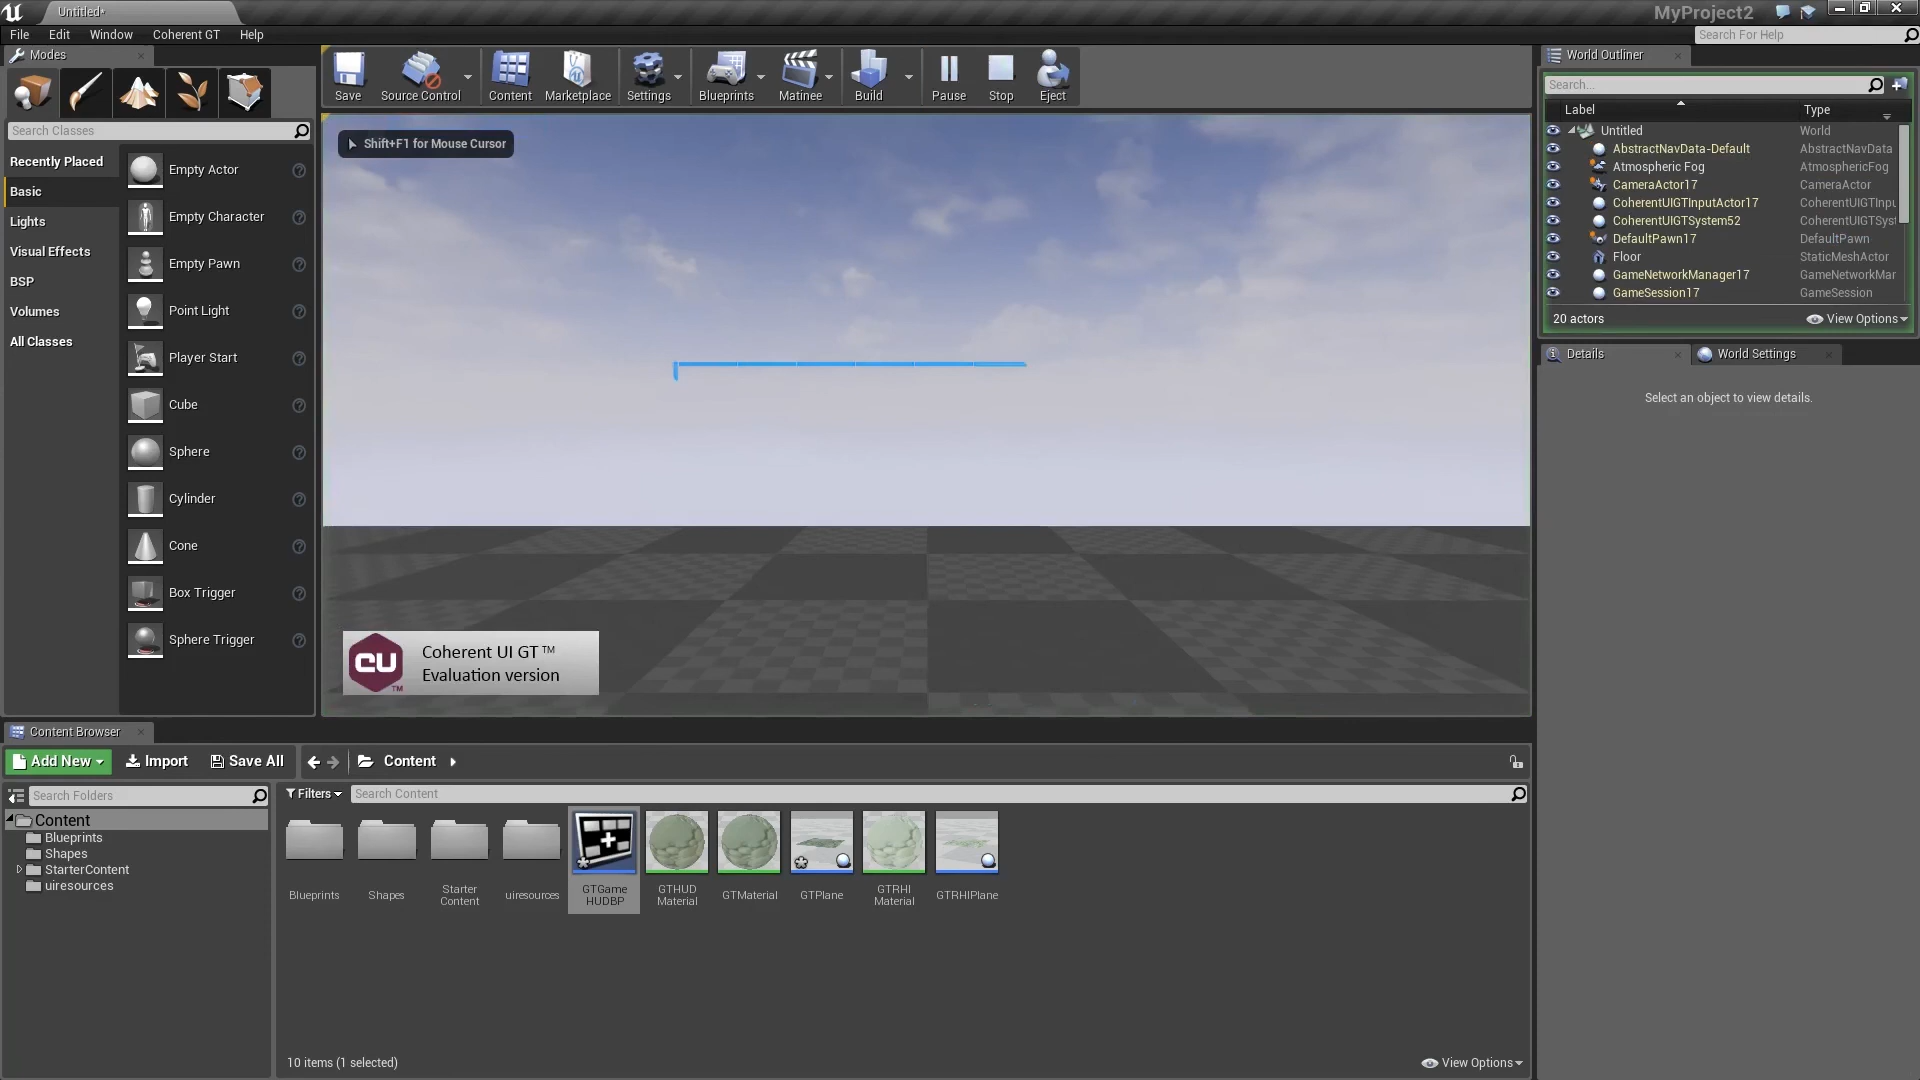 Untitled*
MyProject2
File Edit Window Coherent GT Help
Search For Help
Modes
Save
Source Control
Content
Marketplace
Settings
Blueprints
Matinee
Build
Pause
Stop
Eject
Search Classes
Recently Placed
Basic
Lights
Visual Effects
BSP
Volumes
All Classes
Empty Actor
Empty Character
Empty Pawn
Point Light
Player Start
Cube
Sphere
Cylinder
Cone
Box Trigger
Sphere Trigger
Shift+F1 for Mouse Cursor
CU TM
Coherent UI GT™
Evaluation version
World Outliner
Search...
Label Type
Untitled World
AbstractNavData-Default AbstractNavData
Atmospheric Fog AtmosphericFog
CameraActor17 CameraActor
CoherentUIGTInputActor17 CoherentUIGTInpu
CoherentUIGTSystem52 CoherentUIGTSyst
DefaultPawn17 DefaultPawn
Floor StaticMeshActor
GameNetworkManager17 GameNetworkMar
GameSession17 GameSession
20 actors
View Options
Details
World Settings
Select an object to view details.
Content Browser
Add New
Import
Save All
Content
Search Folders
Filters
Search Content
Content
Blueprints
Shapes
StarterContent
uiresources
Blueprints
Shapes
Starter
Content
uiresources
GTGame
HUDBP
GTHUD
Material
GTMaterial
GTPlane
GTRHI
Material
GTRHIPlane
10 items (1 selected)
View Options